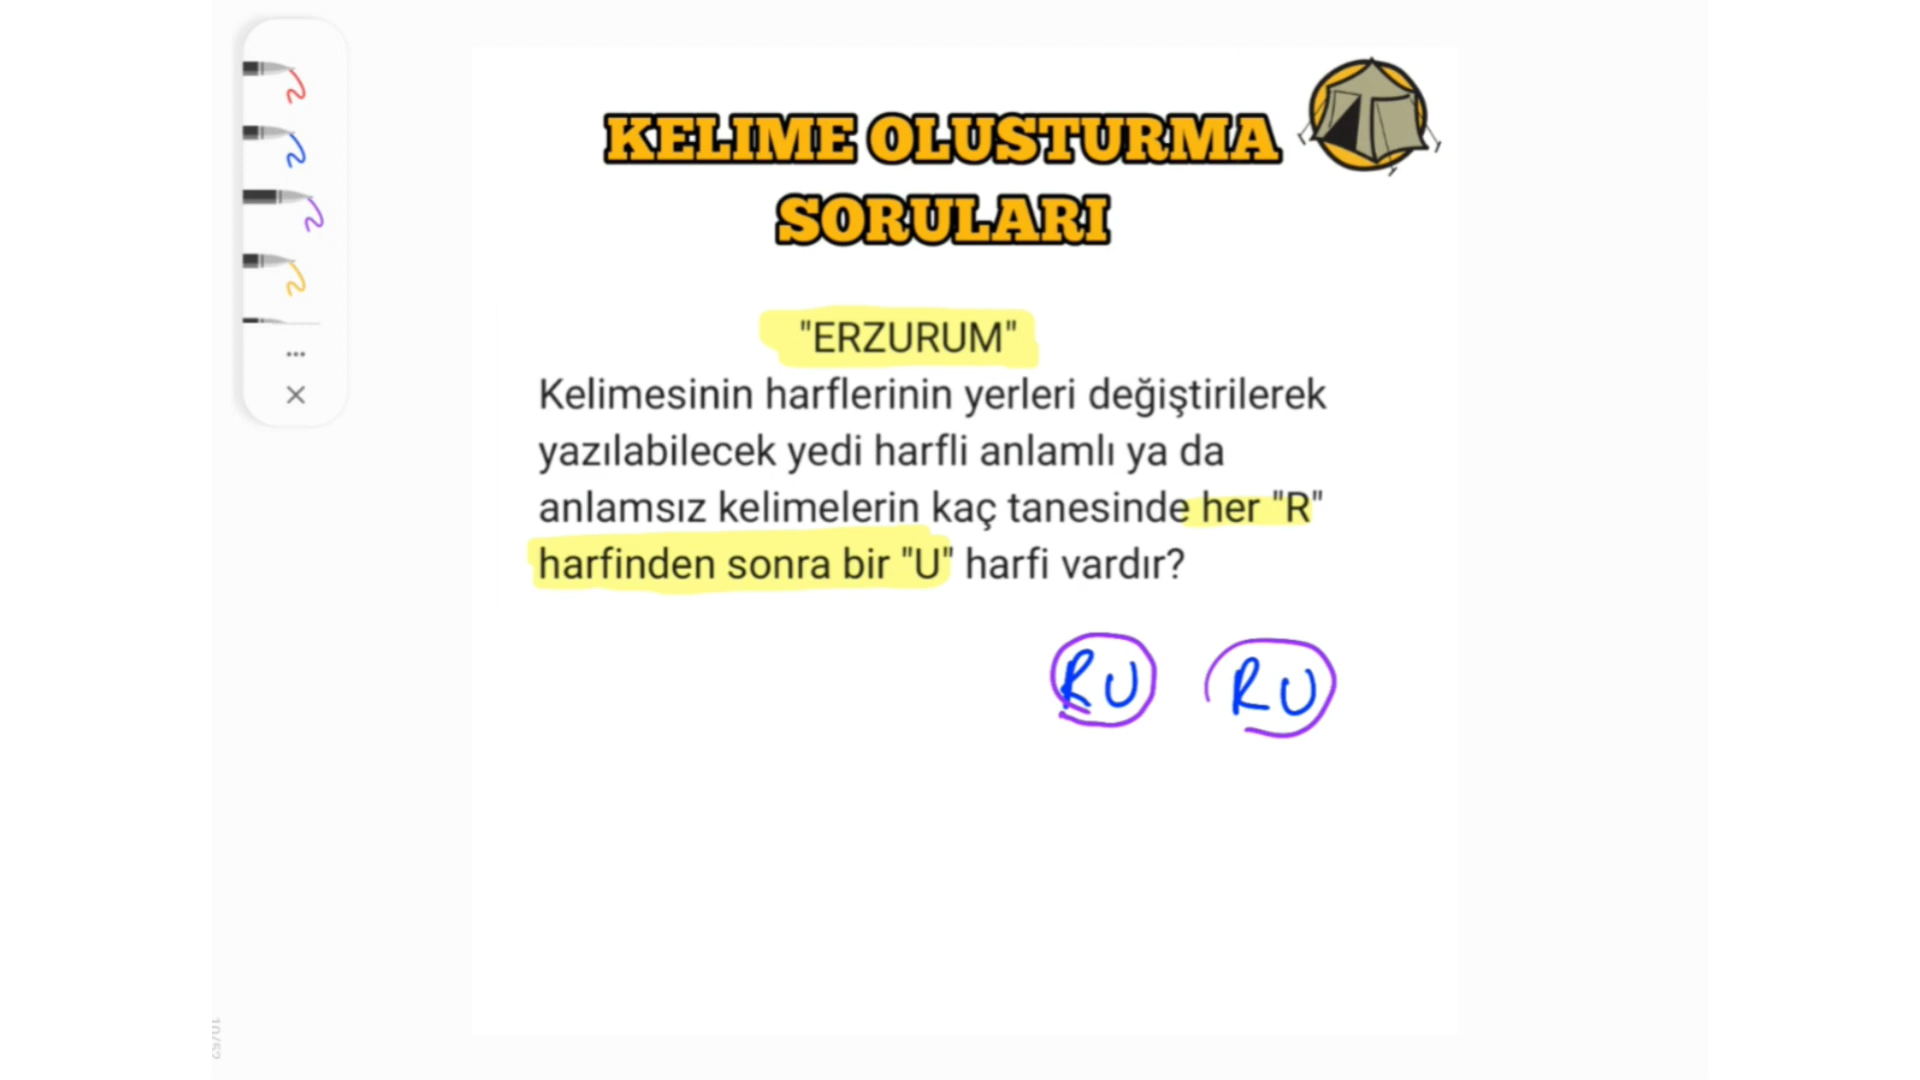 KELIME OLUSTURMA
SORULARI
"ERZURUM"
Kelimesinin harflerinin yerleri değiştirilerek
yazılabilecek yedi harfli anlamlı ya da
anlamsız kelimelerin kaç tanesinde her "R"
harfinden sonra bir "U" harfi vardır?
RU RU